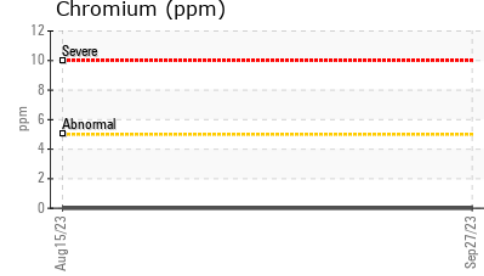 Chromium (ppm)
12
Severe
10
8
ppm
6
Abnormal
4
2
0
Aug15/23
Sep27/23